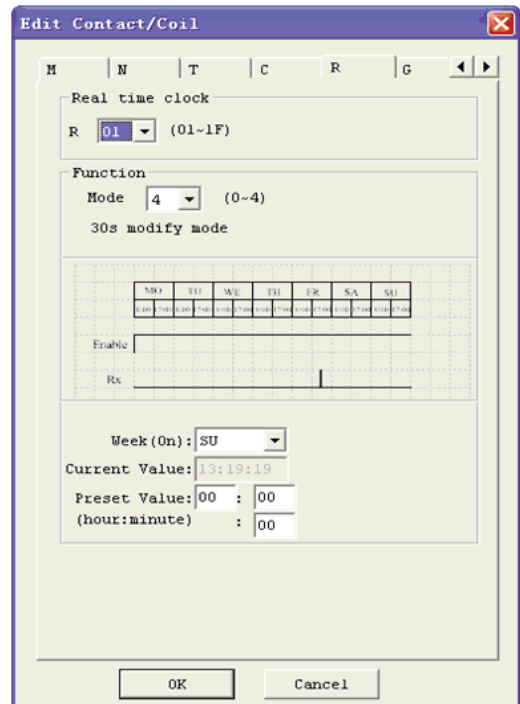 Edit Contact/Coil
M N T C R G
Real time clock
R 01 (01~1F)
Function
Mode 4 (0~4)
30s modify mode
MO TU WE TH FR SA SU
Enable
Rx
Week(On): SU
Current Value: 13:19:19
Preset Value: 00 : 00
(hour:minute) : 00
OK Cancel